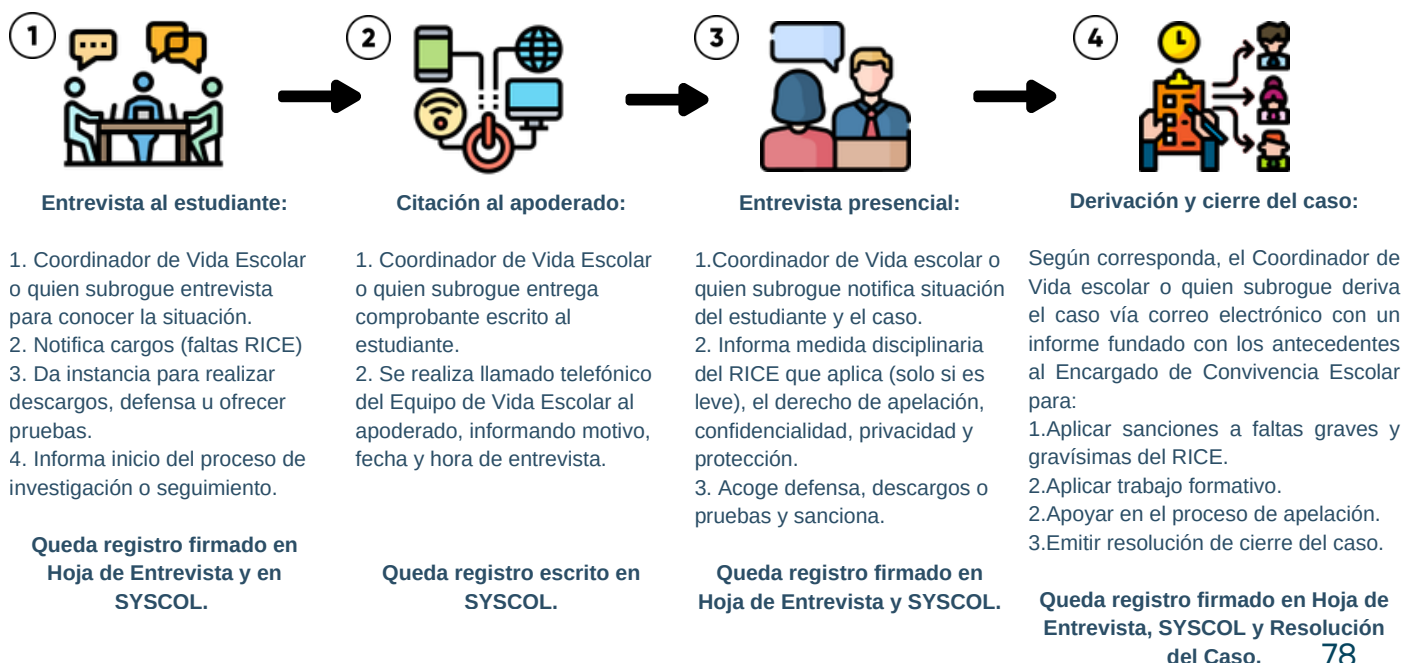 1
2
3
4
Entrevista al estudiante:
1. Coordinador de Vida Escolar
o quien subrogue entrevista
para conocer la situación.
2. Notifica cargos (faltas RICE)
3. Da instancia para realizar
descargos, defensa u ofrecer
pruebas.
4. Informa inicio del proceso de
investigación o seguimiento.
Queda registro firmado en
Hoja de Entrevista y en
SYSCOL.
Citación al apoderado:
1. Coordinador de Vida Escolar
o quien subrogue entrega
comprobante escrito al
estudiante.
2. Se realiza llamado telefónico
del Equipo de Vida Escolar al
apoderado, informando motivo,
fecha y hora de entrevista.
Queda registro escrito en
SYSCOL.
Entrevista presencial:
1.Coordinador de Vida escolar o
quien subrogue notifica situación
del estudiante y el caso.
2. Informa medida disciplinaria
del RICE que aplica (solo si es
leve), el derecho de apelación,
confidencialidad, privacidad y
protección.
3. Acoge defensa, descargos o
pruebas y sanciona.
Queda registro firmado en
Hoja de Entrevista y SYSCOL.
Derivación y cierre del caso:
Según corresponda, el Coordinador de
Vida escolar o quien subrogue deriva
el caso vía correo electrónico con un
informe fundado con los antecedentes
al Encargado de Convivencia Escolar
para:
1.Aplicar sanciones a faltas graves y
gravísimas del RICE.
2.Aplicar trabajo formativo.
2.Apoyar en el proceso de apelación.
3.Emitir resolución de cierre del caso.
Queda registro firmado en Hoja de
Entrevista, SYSCOL y Resolución
del Caso.
78